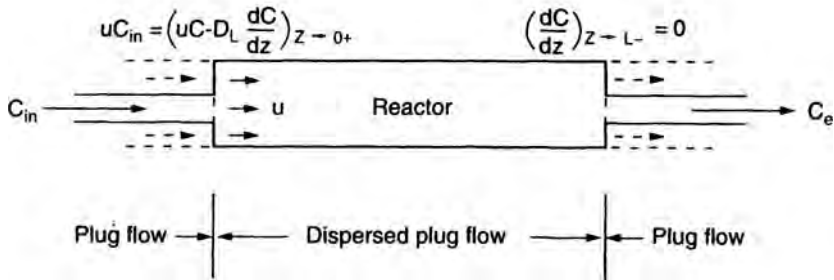 uC_in = (uC-D_L dC/dz)_Z → 0+
(dC/dz)_Z → L− = 0
C_in
u
Reactor
C_e
Plug flow
Dispersed plug flow
Plug flow